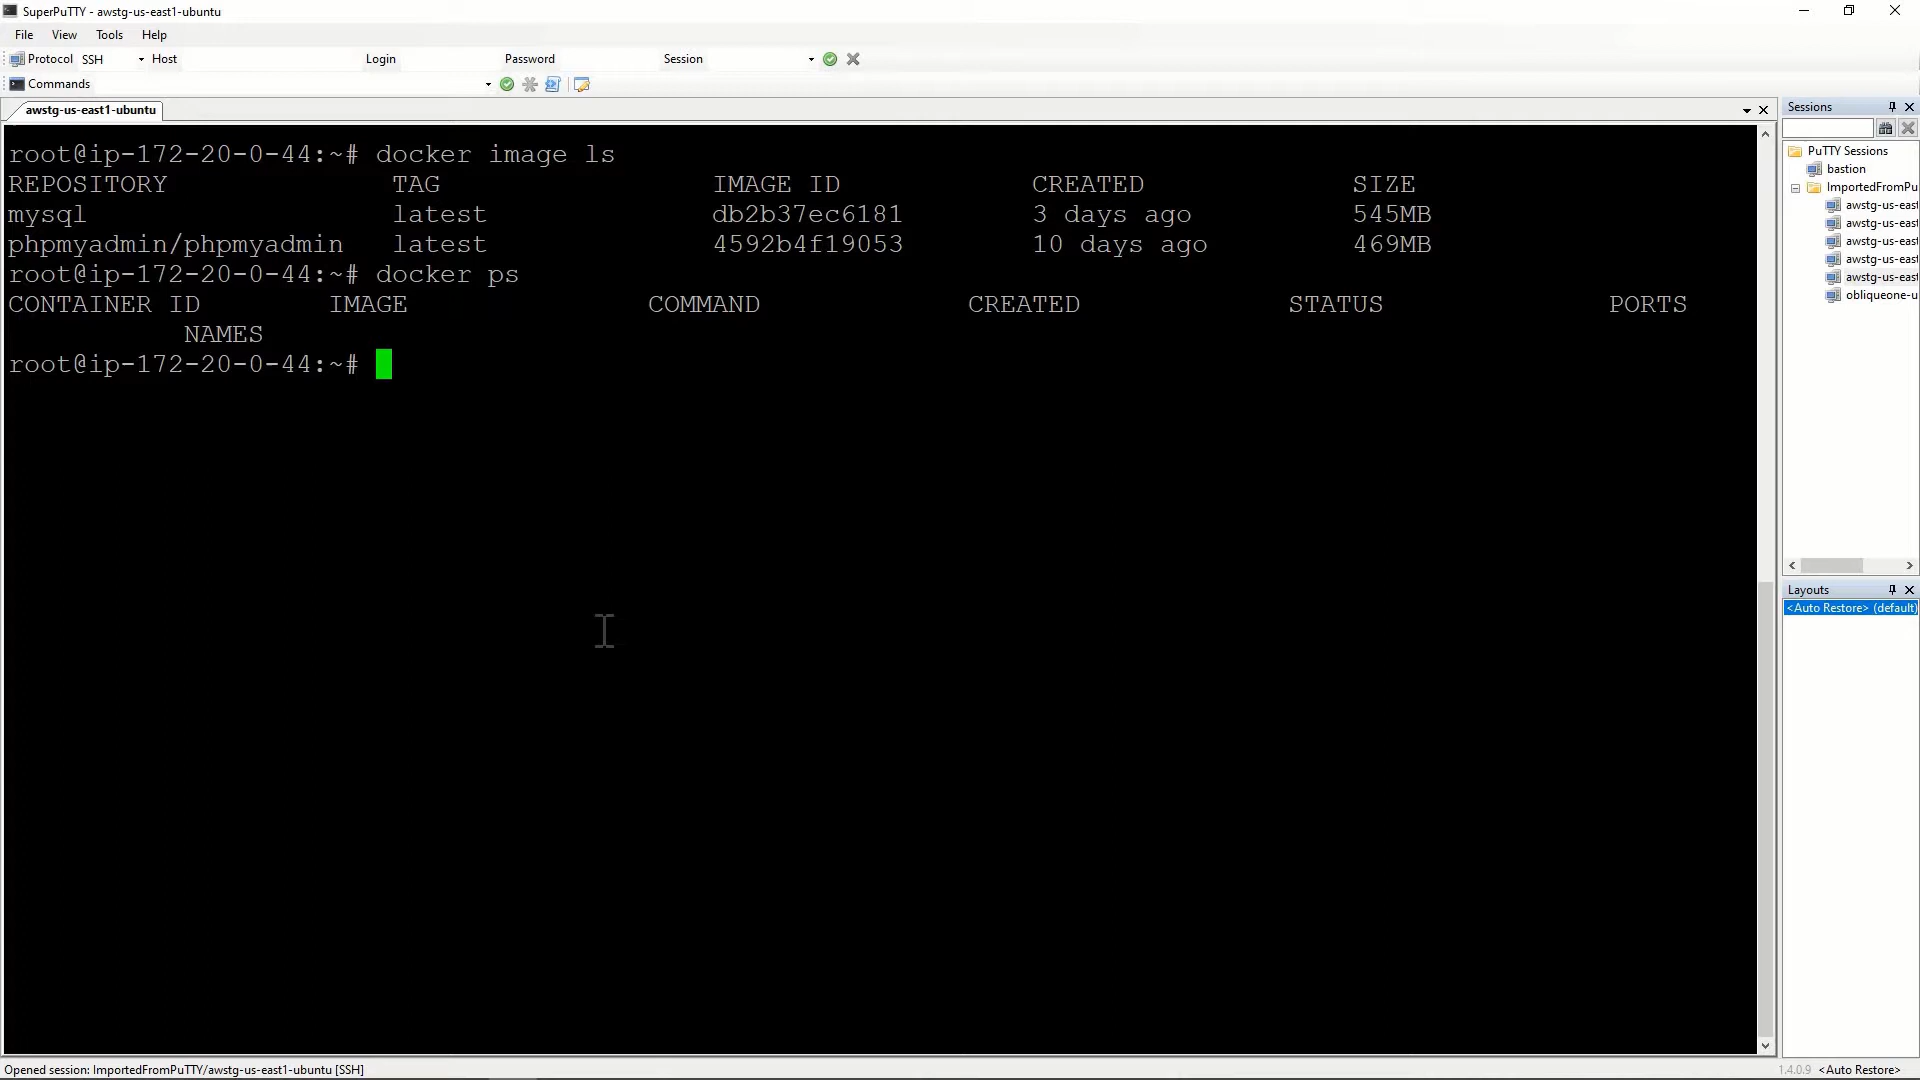 SuperPuTTY - awstg-us-east1-ubuntu
File View Tools Help
Protocol SSH Host Login Password Session
Commands
awstg-us-east1-ubuntu
root@ip-172-20-0-44:~# docker image ls
REPOSITORY TAG IMAGE ID CREATED SIZE
mysql latest db2b37ec6181 3 days ago 545MB
phpmyadmin/phpmyadmin latest 4592b4f19053 10 days ago 469MB
root@ip-172-20-0-44:~# docker ps
CONTAINER ID IMAGE COMMAND CREATED STATUS PORTS
NAMES
root@ip-172-20-0-44:~#
Sessions
PuTTY Sessions
bastion
ImportedFromPu
awstg-us-east
awstg-us-east
awstg-us-east
awstg-us-east
awstg-us-east
obliqueone-u
Layouts
<Auto Restore> (default)
Opened session: ImportedFromPuTTY/awstg-us-east1-ubuntu [SSH]
1.4.0.9 <Auto Restore>